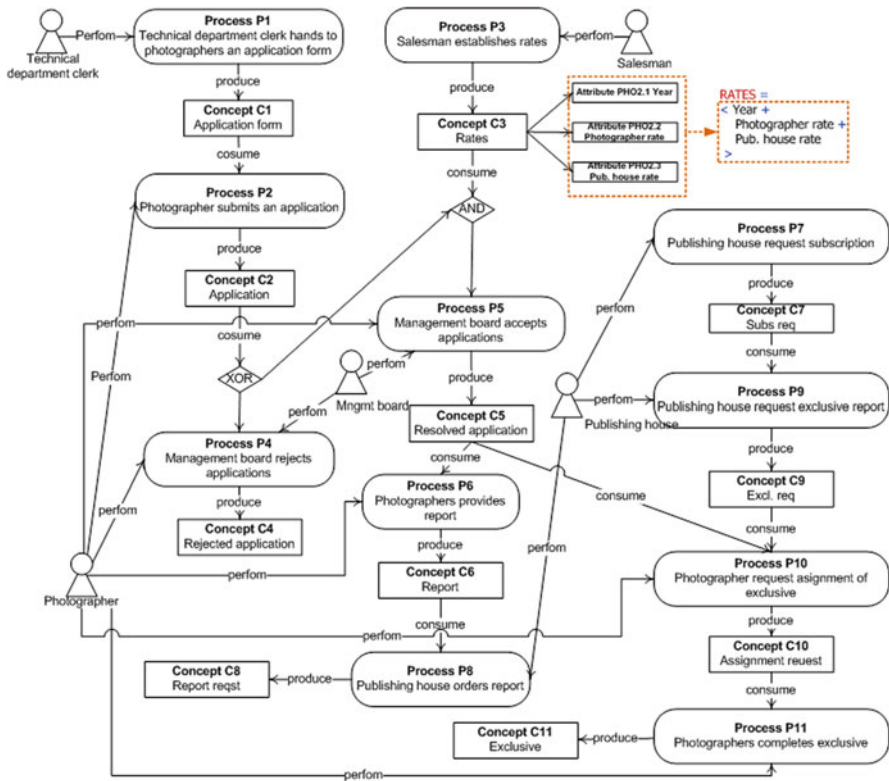 Process P1
Technical department clerk hands to
photographers an application form
Perfom
Technical
department clerk
produce
Concept C1
Application form
cosume
Process P2
Photographer submits an application
produce
Concept C2
Application
cosume
XOR
Process P3
Salesman establishes rates
perfom
Salesman
produce
Concept C3
Rates
Attribute PHO2.1 Year
Attribute PHO2.2
Photographer rate
Attribute PHO2.3
Pub. house rate
RATES =
< Year +
Photographer rate +
Pub. house rate
>
consume
AND
Process P5
Management board accepts
applications
perfom
Perfom
perfom
perfom
Mngrmt board
Process P4
Management board rejects
applications
perfom
produce
Concept C4
Rejected application
produce
Concept C5
Resolved application
consume
consume
Process P6
Photographers provides
report
perfom
Photographer
produce
Concept C6
Report
consume
Process P8
Publishing house orders report
produce
Concept C8
Report reqst
Process P7
Publishing house request subscription
perfom
produce
Concept C7
Subs req
consume
Process P9
Publishing house request exclusive report
perfom
Publishing house
produce
Concept C9
Excl. req
consume
perfom
Process P10
Photographer request asignment of
exclusive
perfom
produce
Concept C10
Assignment reuest
consume
Process P11
Photographers completes exclusive
produce
Concept C11
Exclusive
perfom